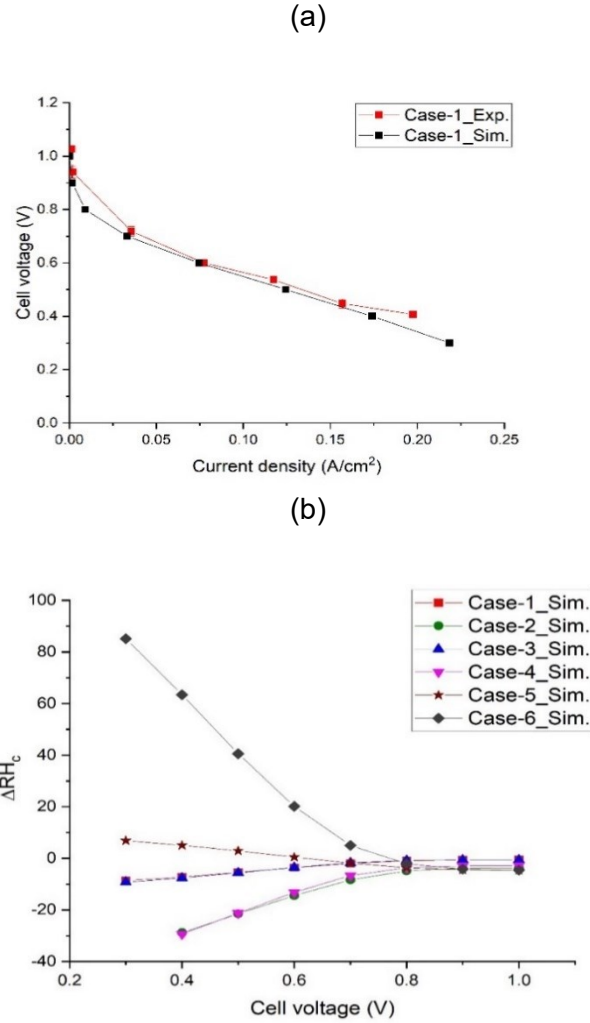 (a)
1.2
1.0
0.8
0.6
0.4
0.2
0.0
Cell voltage (V)
Case-1_Exp.
Case-1_Sim.
0.00 0.05 0.10 0.15 0.20 0.25
Current density (A/cm²)
(b)
100
80
60
40
20
0
-20
-40
ΔRHc
Case-1_Sim.
Case-2_Sim.
Case-3_Sim.
Case-4_Sim.
Case-5_Sim.
Case-6_Sim.
0.2 0.4 0.6 0.8 1.0
Cell voltage (V)